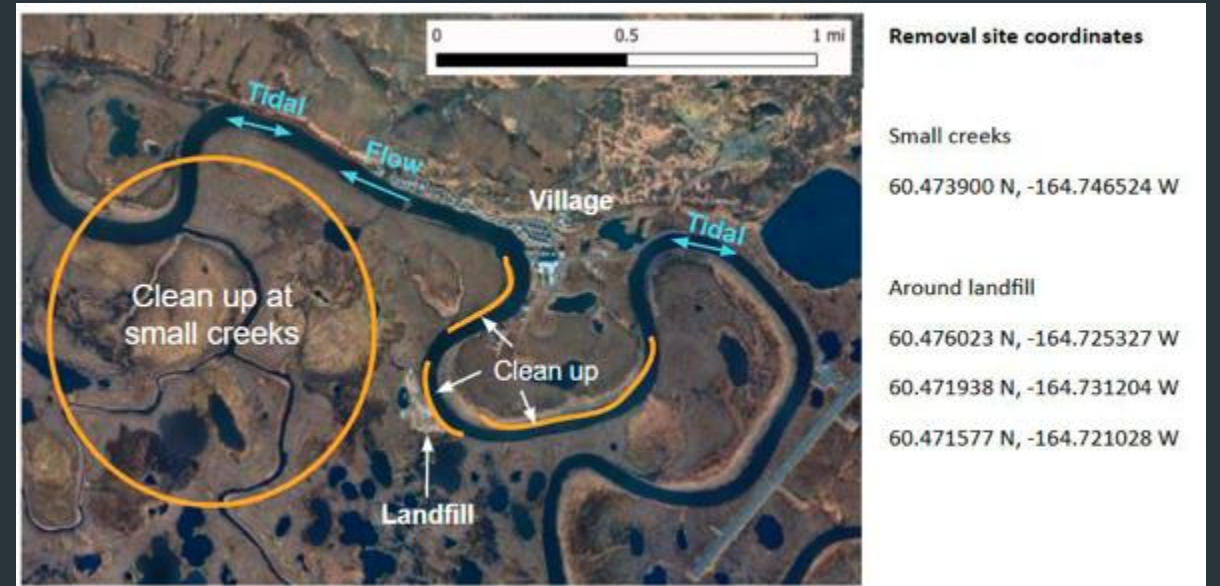 0 0.5 1 mi
Tidal
Flow
Village
Tidal
Clean up at
small creeks
Clean up
Landfill
Removal site coordinates
Small creeks
60.473900 N, -164.746524 W
Around landfill
60.476023 N, -164.725327 W
60.471938 N, -164.731204 W
60.471577 N, -164.721028 W